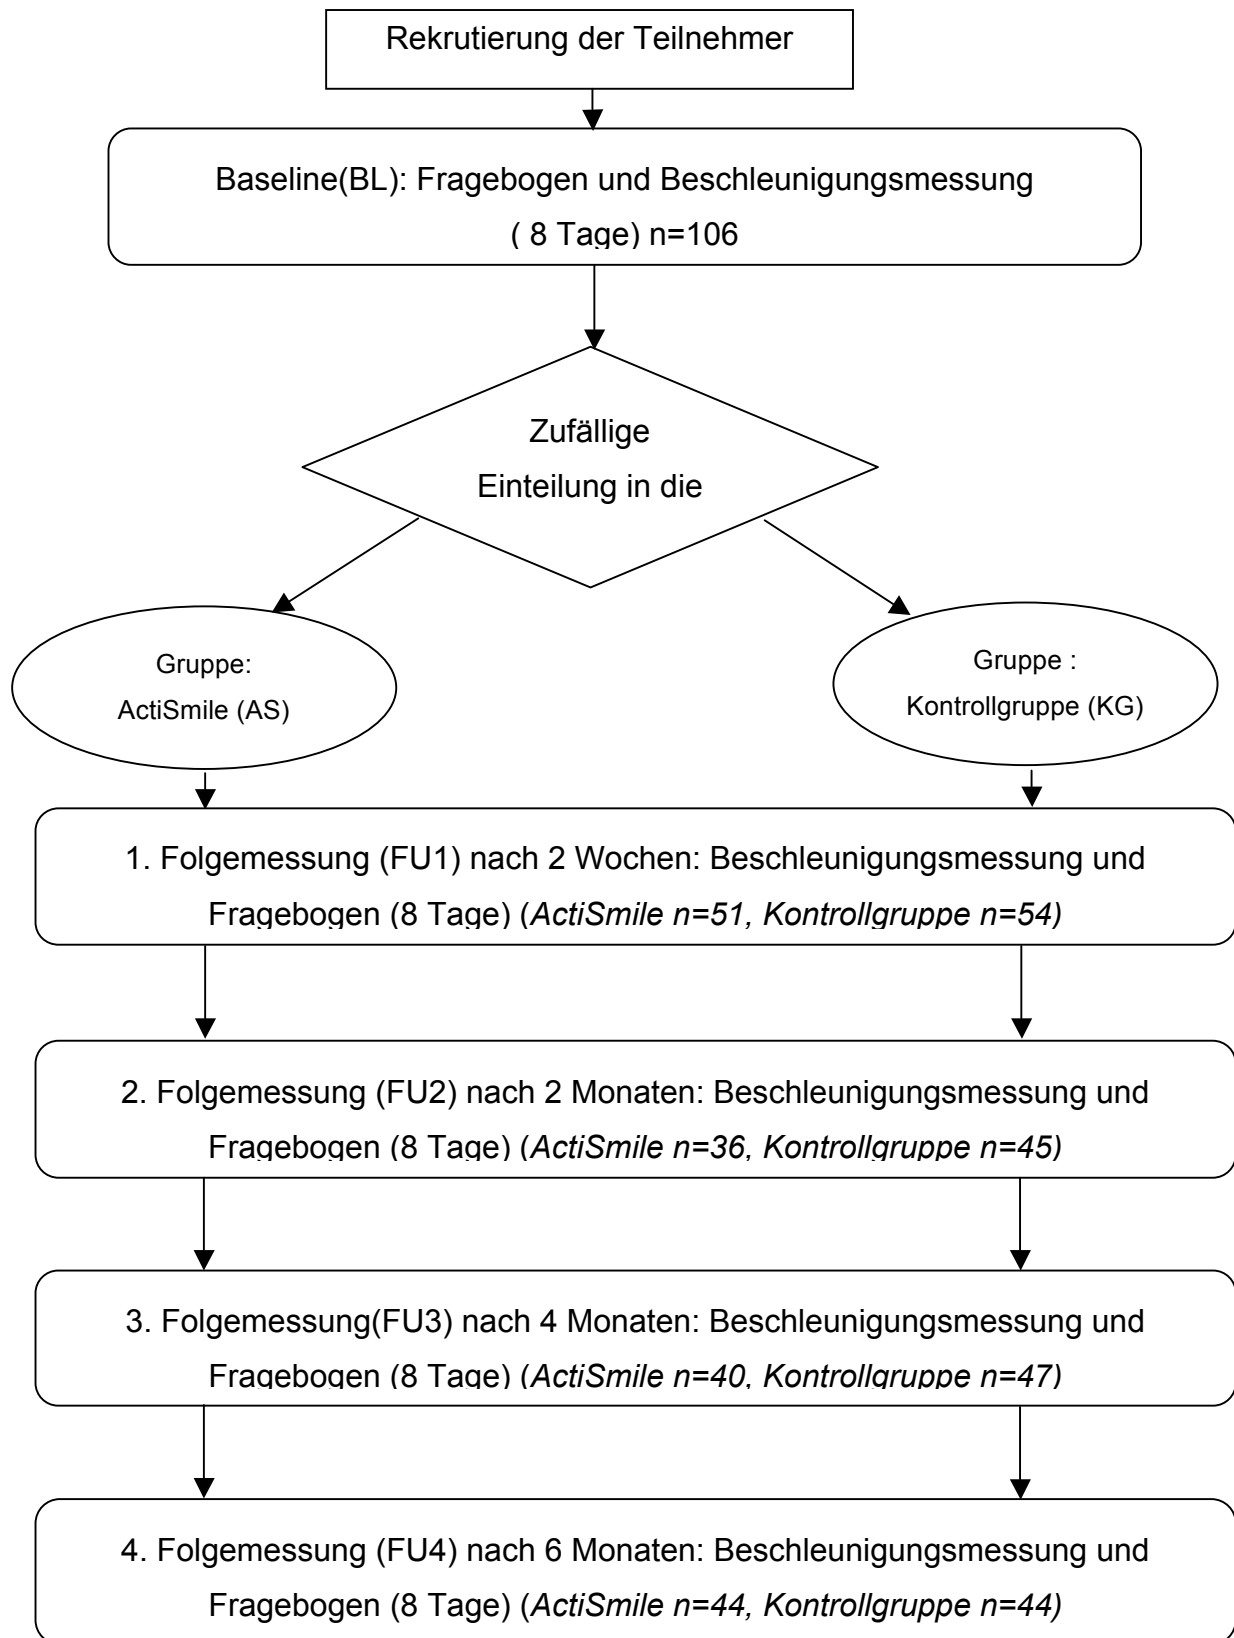 Rekrutierung der Teilnehmer
Baseline(BL): Fragebogen und Beschleunigungsmessung
( 8 Tage) n=106
Zufällige
Einteilung in die
Gruppe:
ActiSmile (AS)
Gruppe :
Kontrollgruppe (KG)
1. Folgemessung (FU1) nach 2 Wochen: Beschleunigungsmessung und
Fragebogen (8 Tage) (ActiSmile n=51, Kontrollgruppe n=54)
2. Folgemessung (FU2) nach 2 Monaten: Beschleunigungsmessung und
Fragebogen (8 Tage) (ActiSmile n=36, Kontrollgruppe n=45)
3. Folgemessung(FU3) nach 4 Monaten: Beschleunigungsmessung und
Fragebogen (8 Tage) (ActiSmile n=40, Kontrollgruppe n=47)
4. Folgemessung (FU4) nach 6 Monaten: Beschleunigungsmessung und
Fragebogen (8 Tage) (ActiSmile n=44, Kontrollgruppe n=44)